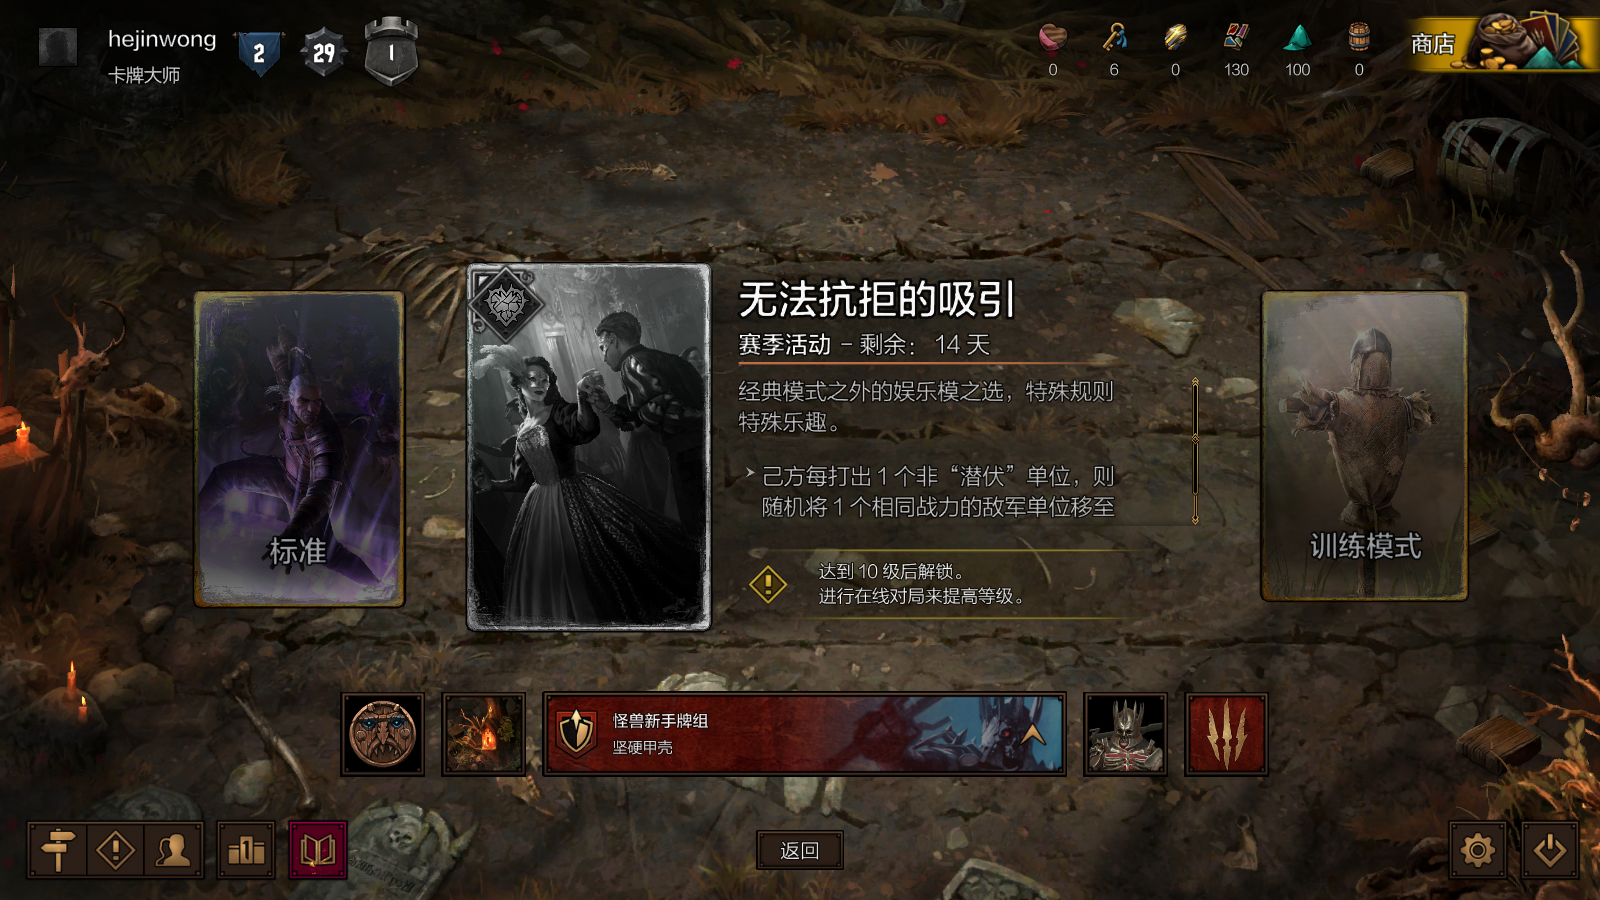 hejinwong
卡牌大师
2
29
1
0
6
0
130
100
0
商店
标准
无法抗拒的吸引
赛季活动 – 剩余： 14 天
经典模式之外的娱乐模之选，特殊规则
特殊乐趣。
己方每打出 1 个非 “潜伏” 单位，则
随机将 1 个相同战力的敌军单位移至
达到 10 级后解锁。
进行在线对局来提高等级。
训练模式
怪兽新手牌组
坚硬甲壳
1
返回